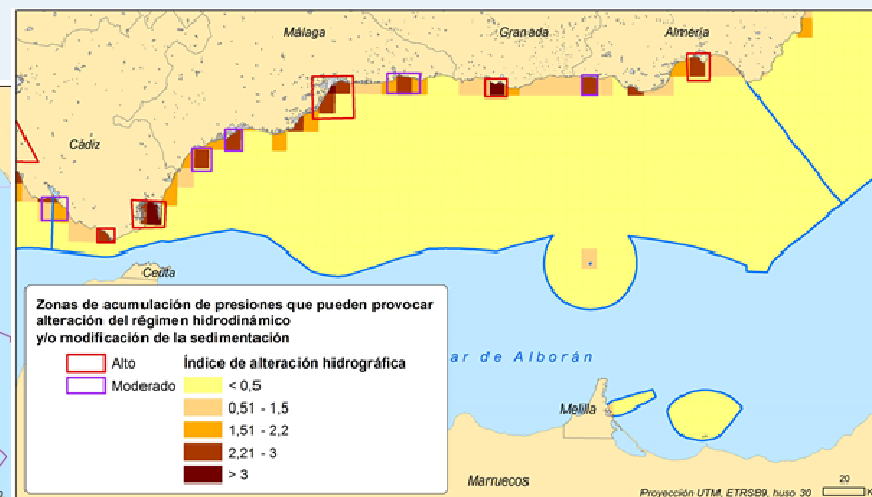 Málaga
Granada
Almería
Cádiz
Ceuta
Zonas de acumulación de presiones que pueden provocar
alteración del régimen hidrodinámico
y/o modificación de la sedimentación
Alto
Moderado
Índice de alteración hidrográfica
< 0,5
0,51 - 1,5
1,51 - 2,2
2,21 - 3
> 3
ar de Alborán
Melilla
Marruecos
Proyección UTM, ETRS89, huso 30
20
K